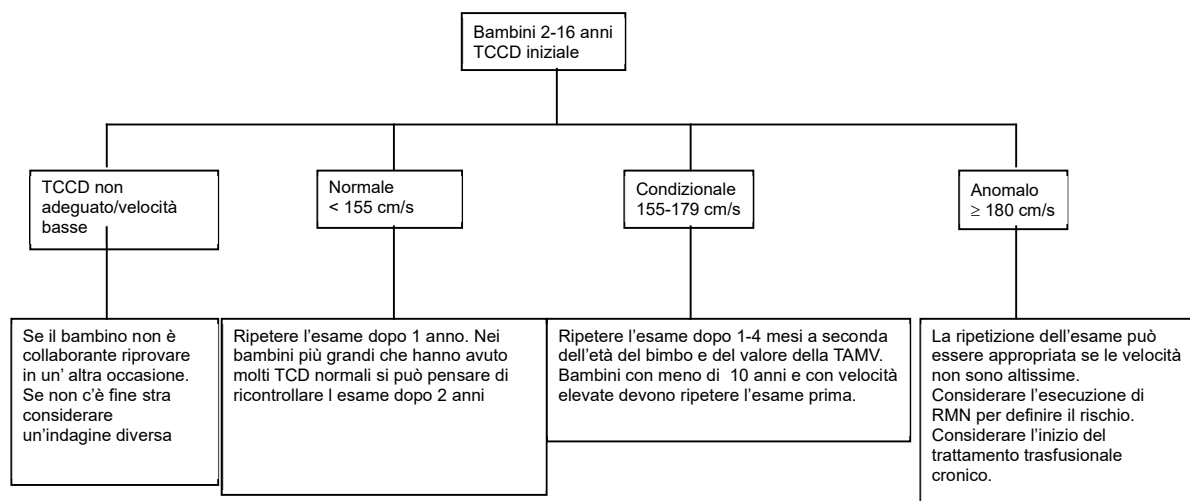 Bambini 2-16 anni
TCCD iniziale
TCCD non
adeguato/velocità
basse
Normale
< 155 cm/s
Condizionale
155-179 cm/s
Anomalo
≥ 180 cm/s
Se il bambino non è
collaborante riprovare
in un’ altra occasione.
Se non c’è fine stra
considerare
un’indagine diversa
Ripetere l’esame dopo 1 anno. Nei
bambini più grandi che hanno avuto
molti TCD normali si può pensare di
ricontrollare l esame dopo 2 anni
Ripetere l’esame dopo 1-4 mesi a seconda
dell’età del bimbo e del valore della TAMV.
Bambini con meno di 10 anni e con velocità
elevate devono ripetere l’esame prima.
La ripetizione dell’esame può
essere appropriata se le velocità
non sono altissime.
Considerare l’esecuzione di
RMN per definire il rischio.
Considerare l’inizio del
trattamento trasfusionale
cronico.